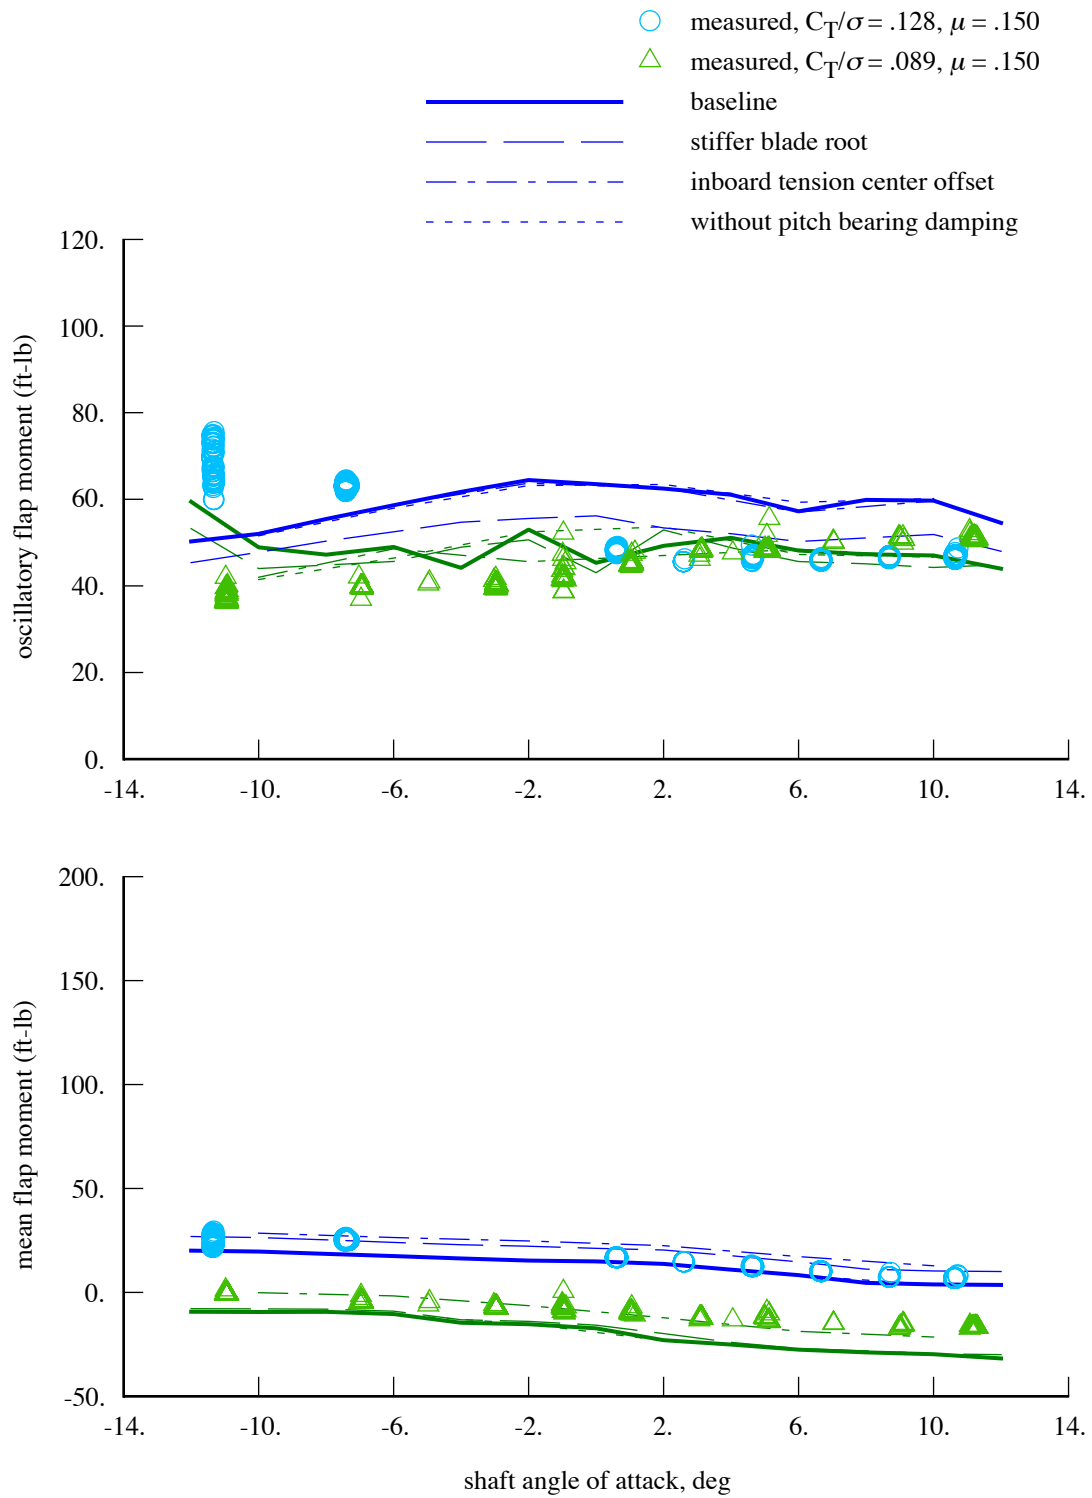 measured, CT/σ = .128, μ = .150
measured, CT/σ = .089, μ = .150
baseline
stiffer blade root
inboard tension center offset
without pitch bearing damping
oscillatory flap moment (ft-lb)
120.
100.
80.
60.
40.
20.
0.
-14. -10. -6. -2. 2. 6. 10. 14.
mean flap moment (ft-lb)
200.
150.
100.
50.
0.
-50.
-14. -10. -6. -2. 2. 6. 10. 14.
shaft angle of attack, deg